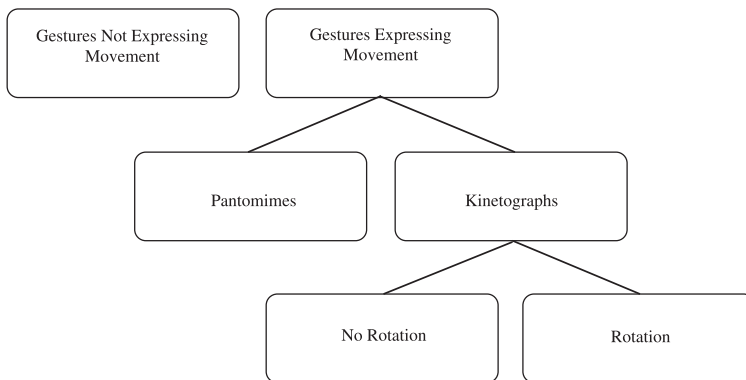 Gestures Not Expressing
Movement
Gestures Expressing
Movement
Pantomimes
Kinetographs
No Rotation
Rotation